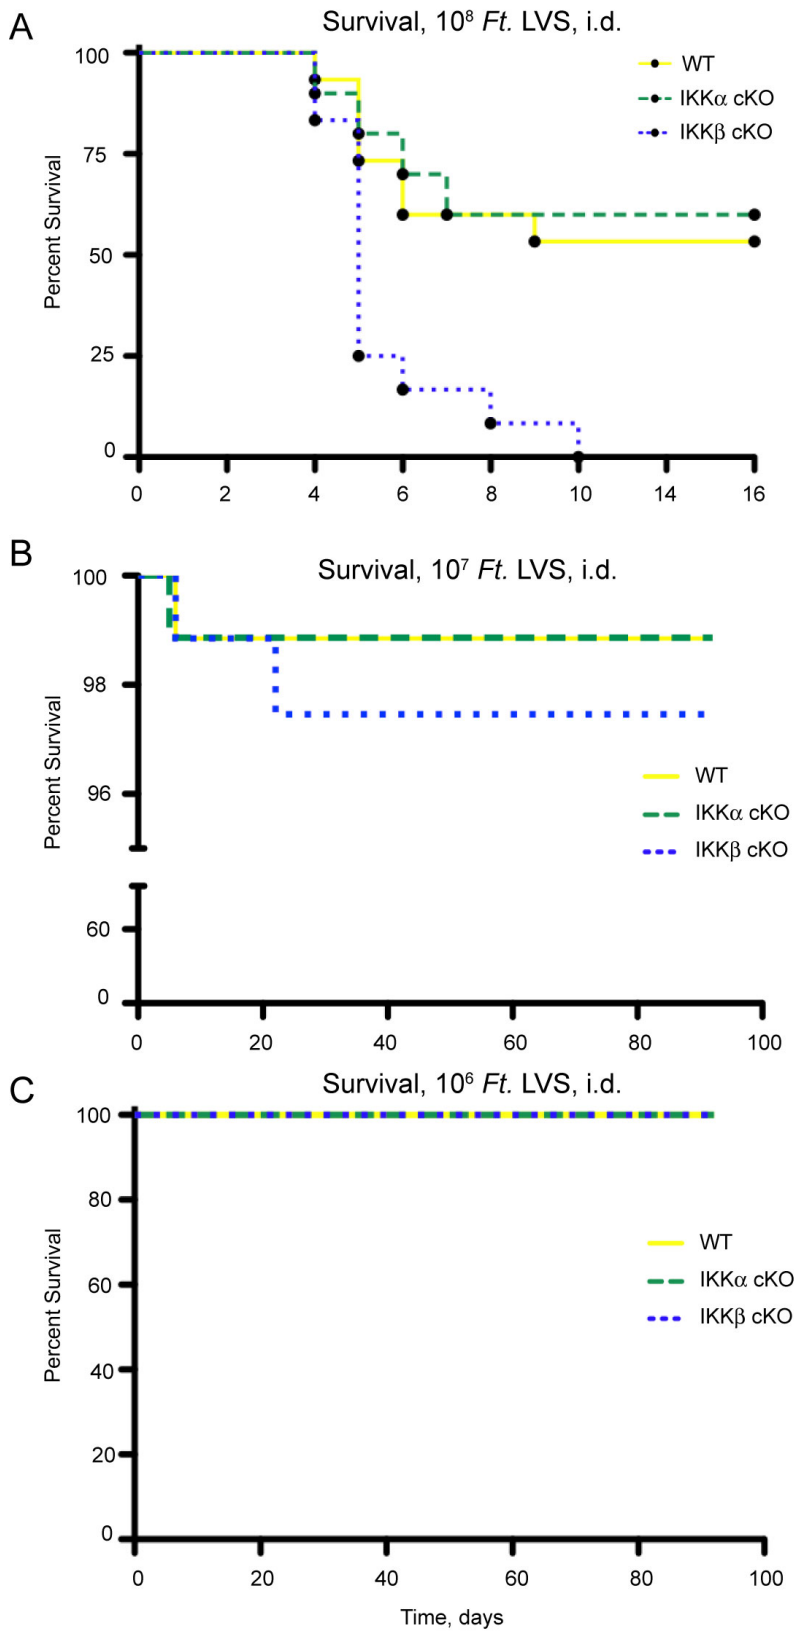 A
Survival, 10⁸ Ft. LVS, i.d.
WT
IKKα cKO
IKKβ cKO
100
75
50
25
0
Percent Survival
0 2 4 6 8 10 14 16
B
Survival, 10⁷ Ft. LVS, i.d.
100
98
96
60
0
Percent Survival
WT
IKKα cKO
IKKβ cKO
0 20 40 60 80 100
C
Survival, 10⁶ Ft. LVS, i.d.
100
80
60
40
20
0
Percent Survival
WT
IKKα cKO
IKKβ cKO
0 20 40 60 80 100
Time, days